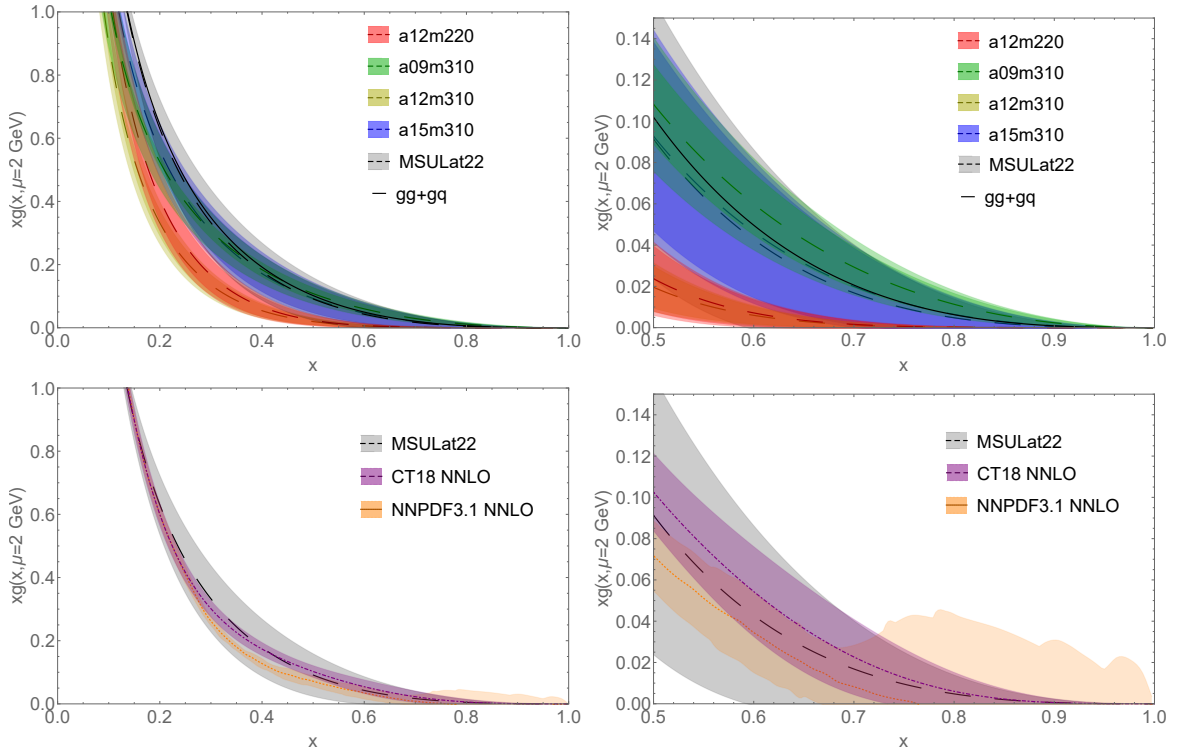 xg(x,μ=2 GeV)
1.0
0.8
0.6
0.4
0.2
0.0
0.0
0.2
0.4
0.6
0.8
1.0
x
a12m220
a09m310
a12m310
a15m310
MSULat22
gg+gq
xg(x,μ=2 GeV)
0.14
0.12
0.10
0.08
0.06
0.04
0.02
0.00
0.5
0.6
0.7
0.8
0.9
1.0
x
a12m220
a09m310
a12m310
a15m310
MSULat22
gg+gq
xg(x,μ=2 GeV)
1.0
0.8
0.6
0.4
0.2
0.0
0.0
0.2
0.4
0.6
0.8
1.0
x
MSULat22
CT18 NNLO
NNPDF3.1 NNLO
xg(x,μ=2 GeV)
0.14
0.12
0.10
0.08
0.06
0.04
0.02
0.00
0.5
0.6
0.7
0.8
0.9
1.0
x
MSULat22
CT18 NNLO
NNPDF3.1 NNLO